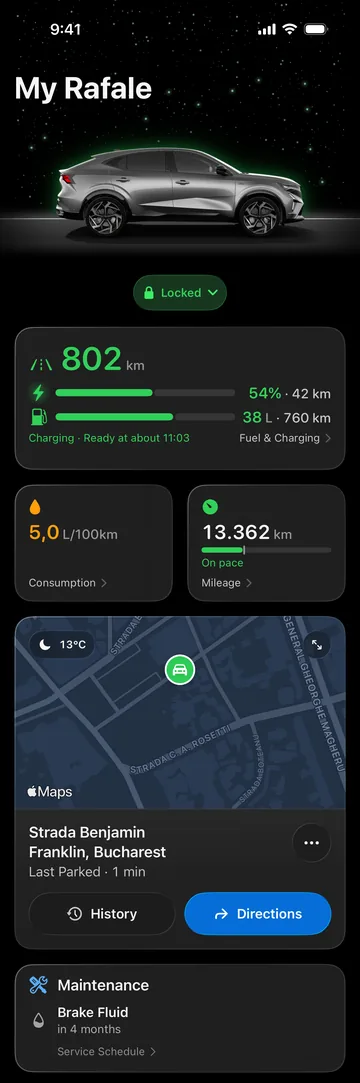 9:41
My Rafale
Locked
802 km
54% · 42 km
38 L · 760 km
Charging · Ready at about 11:03
Fuel & Charging
5,0 L/100km
Consumption
13.362 km
On pace
Mileage
13°C
STRADA C. A. ROSETTI
GENERAL GHEORGHE MAGHERU
Maps
Strada Benjamin
Franklin, Bucharest
Last Parked · 1 min
History
Directions
Maintenance
Brake Fluid
in 4 months
Service Schedule